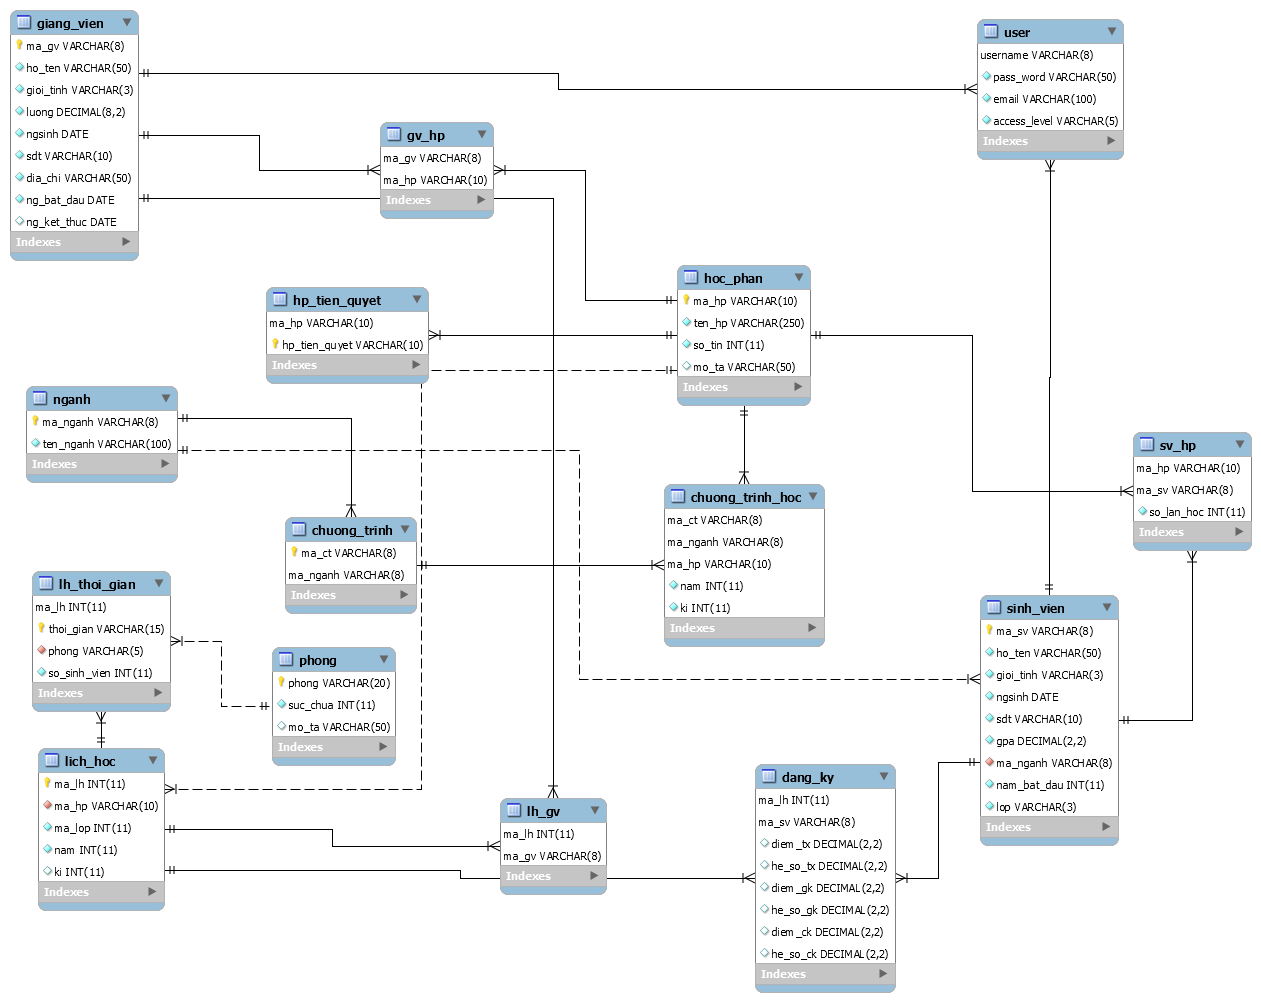 giang_vien
ma_gv VARCHAR(8)
ho_ten VARCHAR(50)
gioi_tinh VARCHAR(3)
luong DECIMAL(8,2)
ngsinh DATE
sdt VARCHAR(10)
dia_chi VARCHAR(50)
ng_bat_dau DATE
ng_ket_thuc DATE
Indexes
user
username VARCHAR(8)
pass_word VARCHAR(50)
email VARCHAR(100)
access_level VARCHAR(5)
Indexes
gv_hp
ma_gv VARCHAR(8)
ma_hp VARCHAR(10)
Indexes
hoc_phan
ma_hp VARCHAR(10)
ten_hp VARCHAR(250)
so_tin INT(11)
mo_ta VARCHAR(50)
Indexes
hp_tien_quyet
ma_hp VARCHAR(10)
hp_tien_quyet VARCHAR(10)
Indexes
nganh
ma_nganh VARCHAR(8)
ten_nganh VARCHAR(100)
Indexes
sv_hp
ma_hp VARCHAR(10)
ma_sv VARCHAR(8)
so_lan_hoc INT(11)
Indexes
chuong_trinh_hoc
ma_ct VARCHAR(8)
ma_nganh VARCHAR(8)
ma_hp VARCHAR(10)
nam INT(11)
ki INT(11)
Indexes
chuong_trinh
ma_ct VARCHAR(8)
ma_nganh VARCHAR(8)
Indexes
lh_thoi_gian
ma_lh INT(11)
thoi_gian VARCHAR(15)
phong VARCHAR(5)
so_sinh_vien INT(11)
Indexes
phong
phong VARCHAR(20)
suc_chua INT(11)
mo_ta VARCHAR(50)
Indexes
sinh_vien
ma_sv VARCHAR(8)
ho_ten VARCHAR(50)
gioi_tinh VARCHAR(3)
ngsinh DATE
sdt VARCHAR(10)
gpa DECIMAL(2,2)
ma_nganh VARCHAR(8)
nam_bat_dau INT(11)
lop VARCHAR(3)
Indexes
lich_hoc
ma_lh INT(11)
ma_hp VARCHAR(10)
ma_lop INT(11)
nam INT(11)
ki INT(11)
Indexes
lh_gv
ma_lh INT(11)
ma_gv VARCHAR(8)
Indexes
dang_ky
ma_lh INT(11)
ma_sv VARCHAR(8)
diem_tx DECIMAL(2,2)
he_so_tx DECIMAL(2,2)
diem_gk DECIMAL(2,2)
he_so_gk DECIMAL(2,2)
diem_ck DECIMAL(2,2)
he_so_ck DECIMAL(2,2)
Indexes